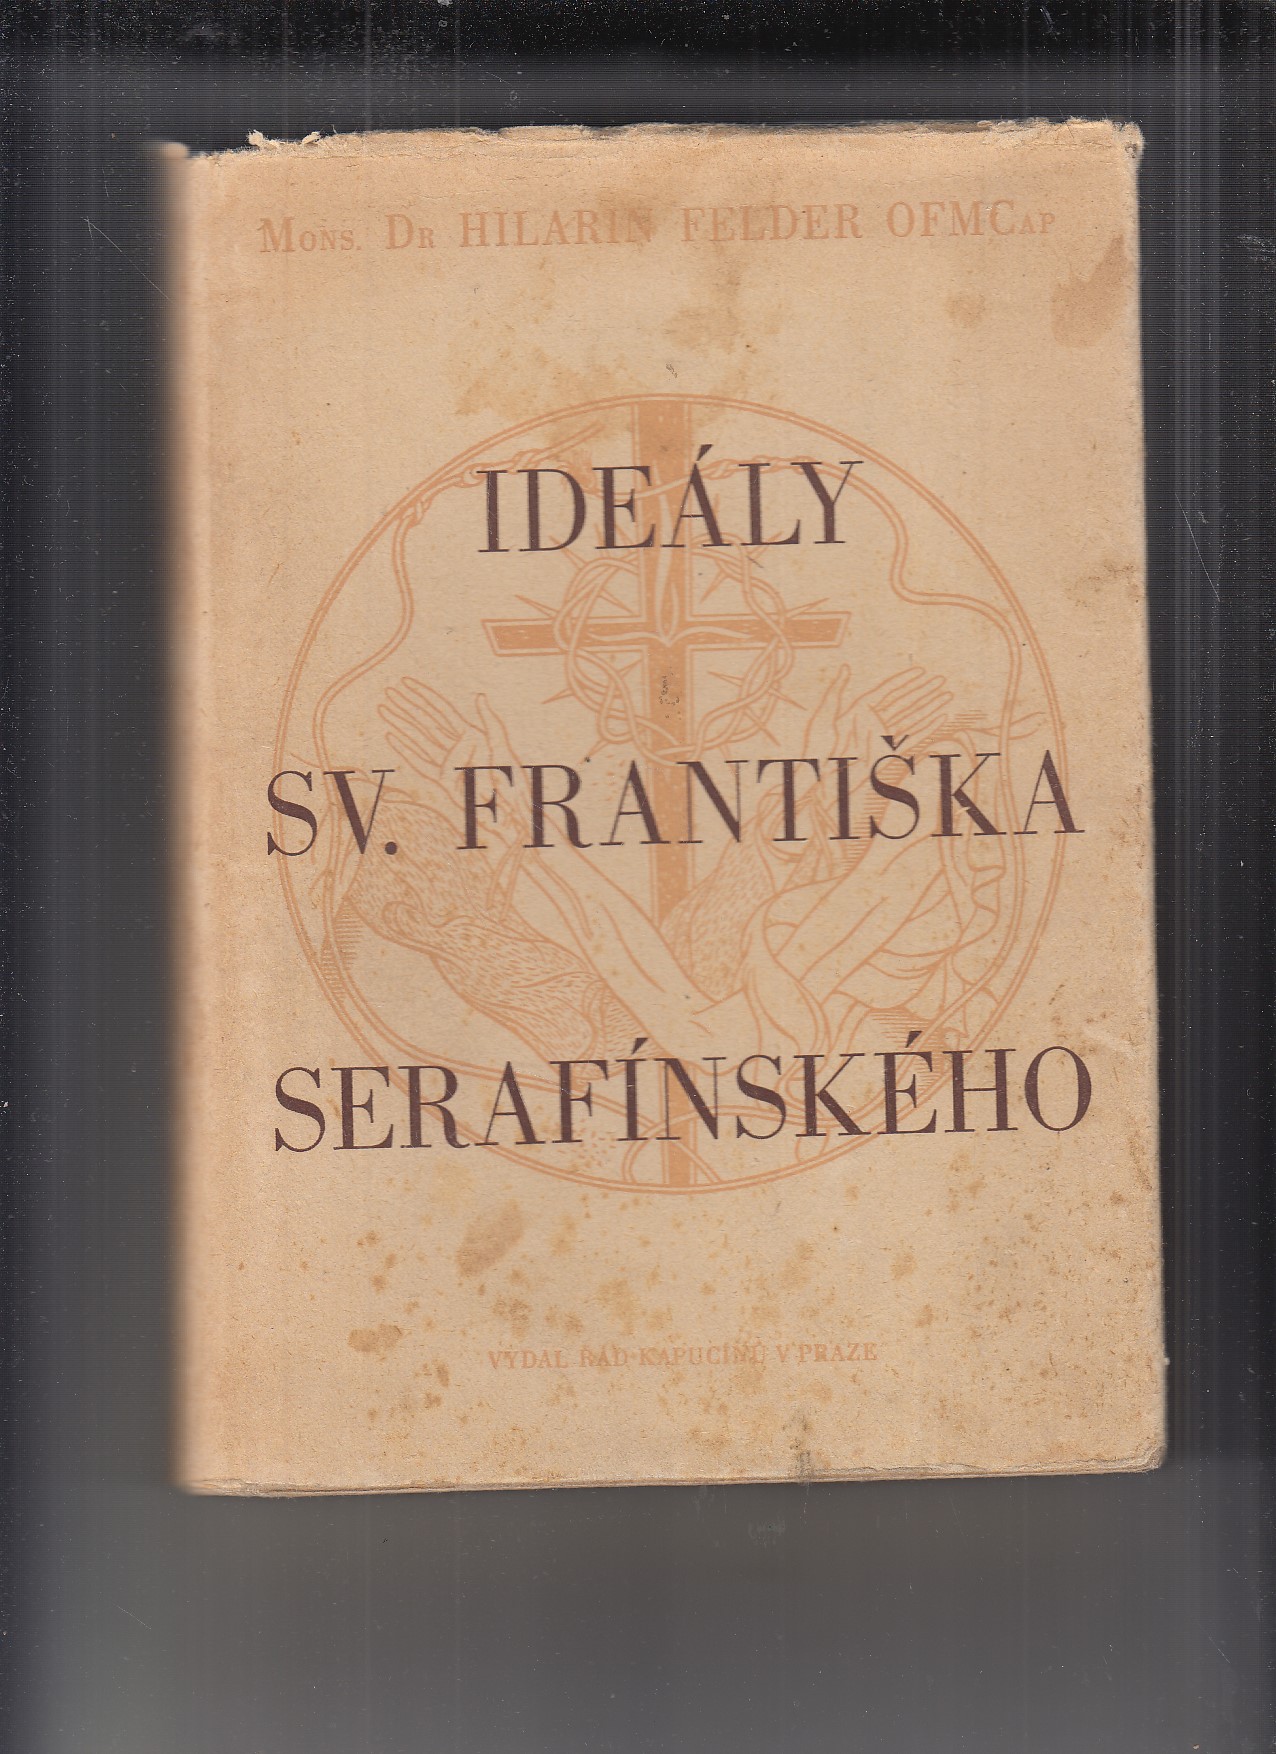 Mons. Dr HILARIN FELDER OFMCap
IDEÁLY
SV. FRANTIŠKA
SERAFÍNSKÉHO
VYDAL ŘÁD KAPUCÍNŮ V PRAZE